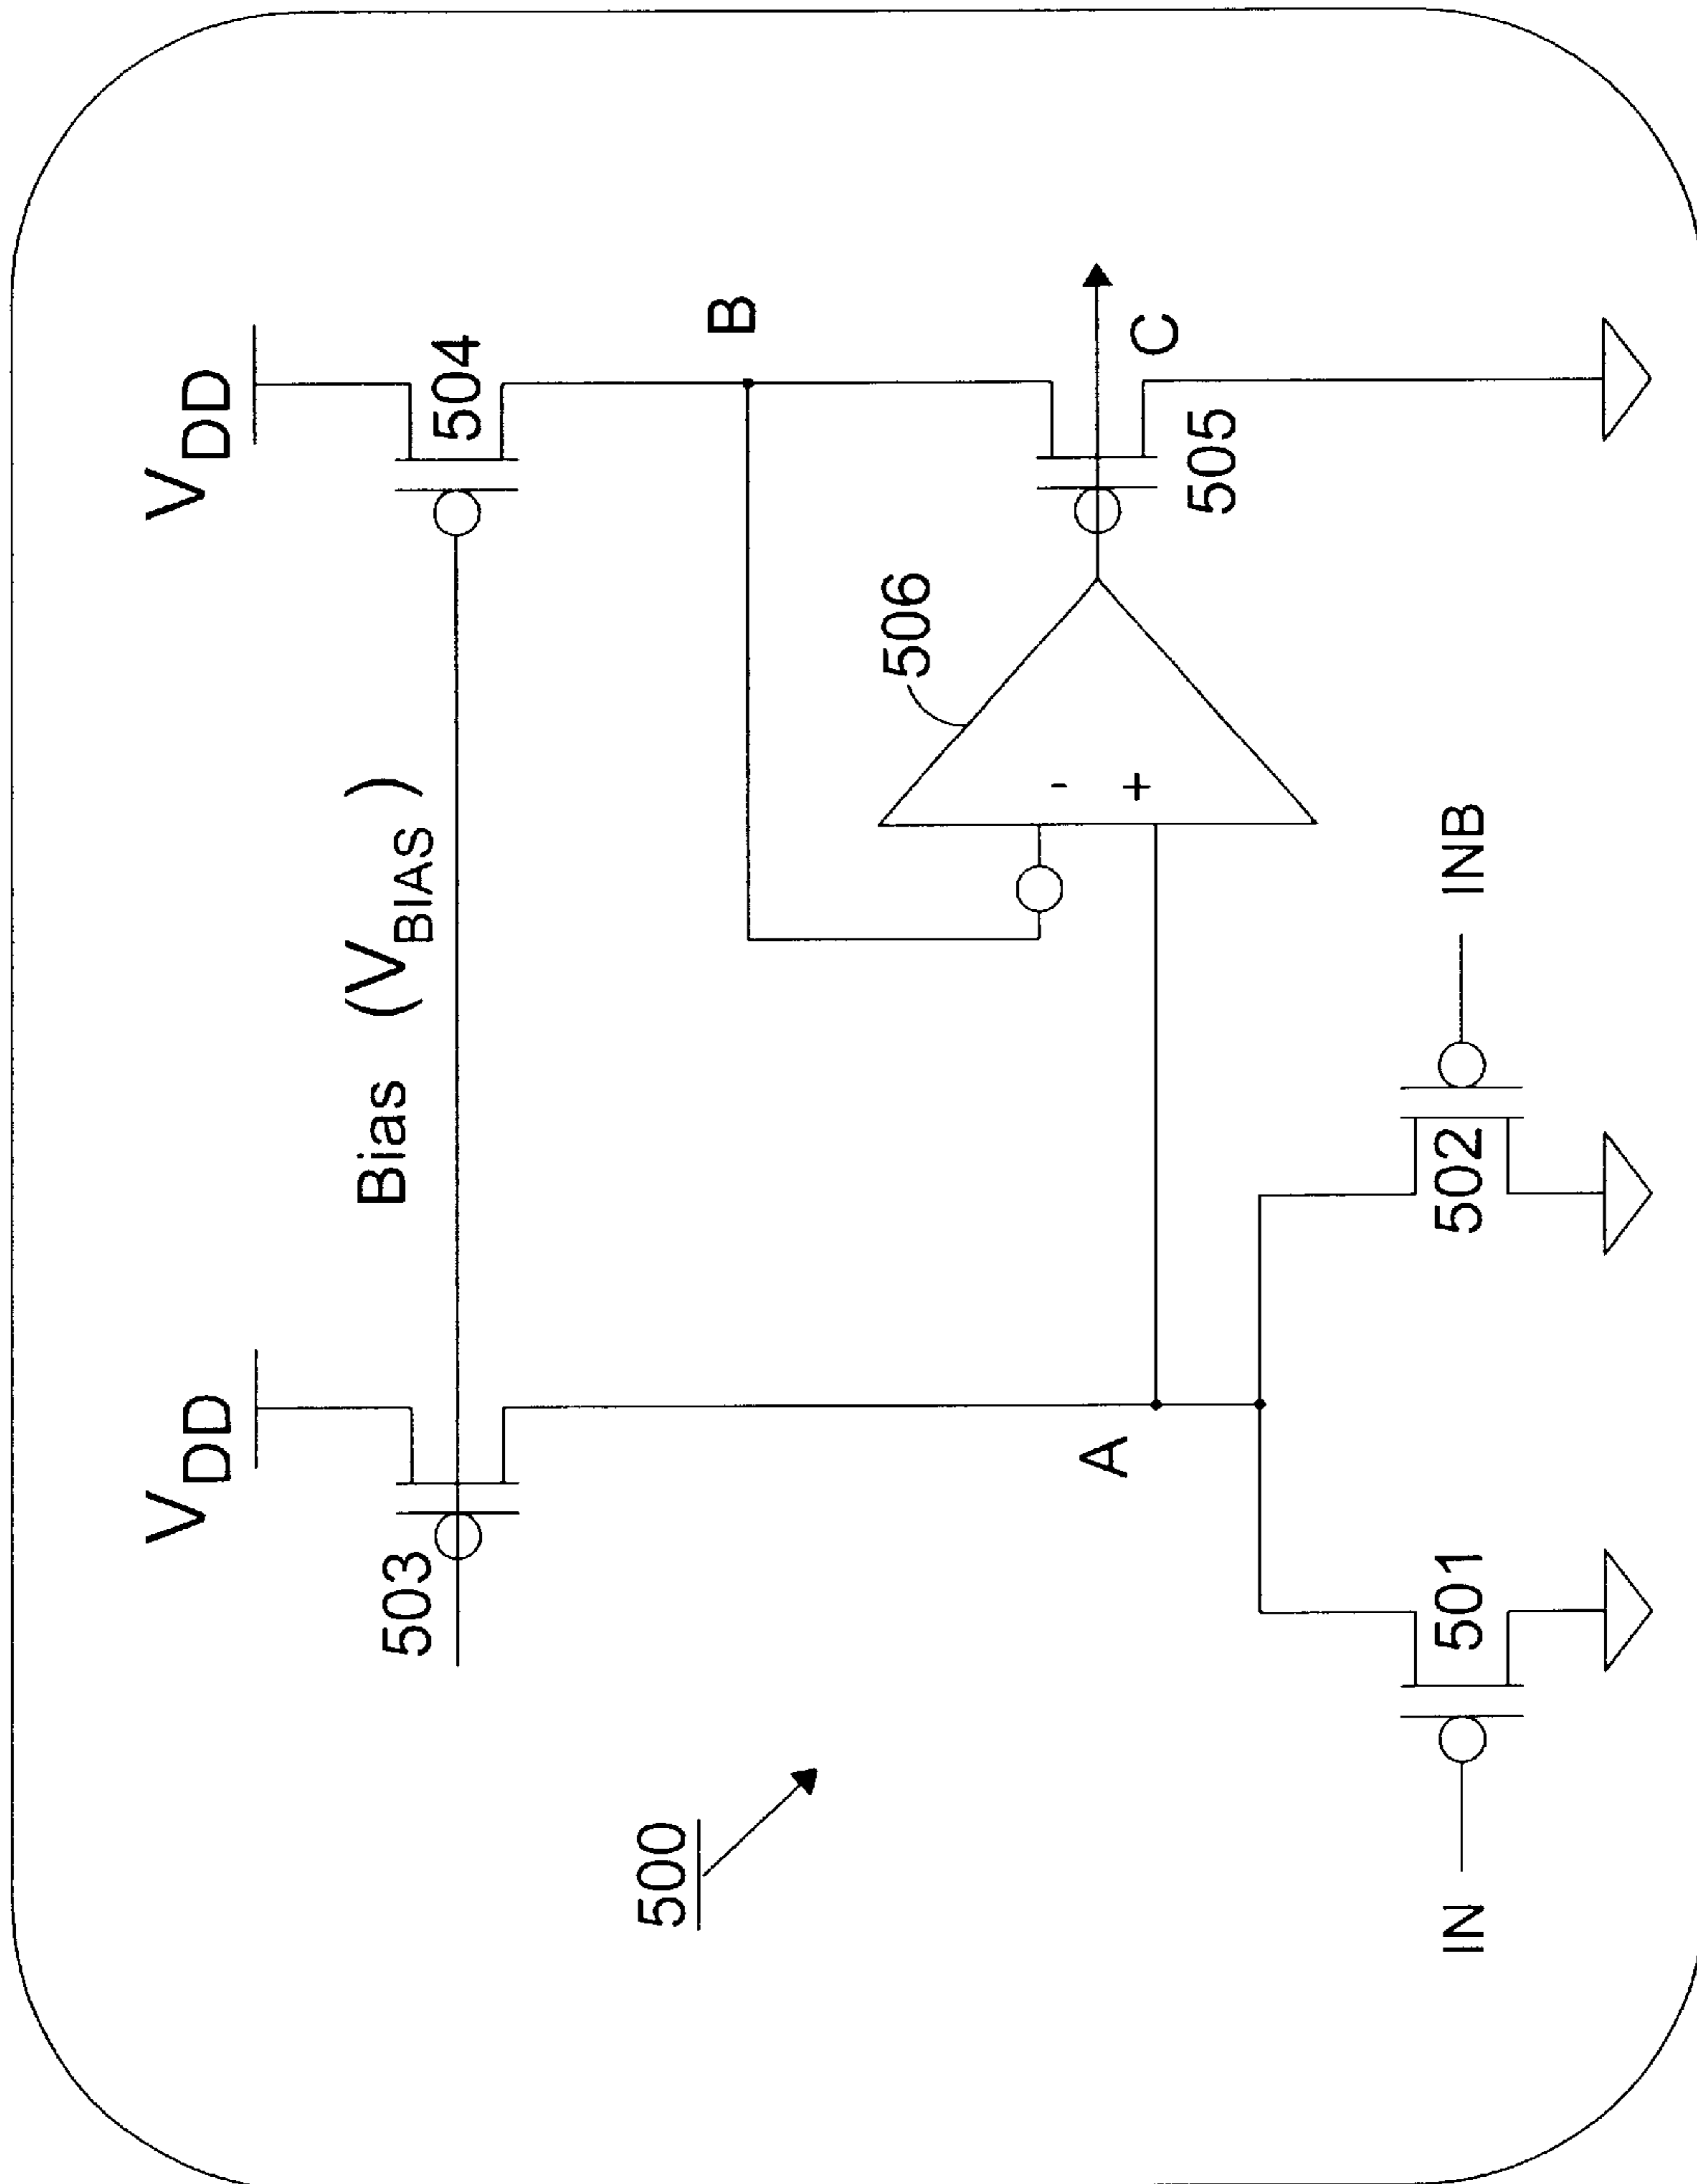 500
V_DD
V_DD
503
504
Bias (V_BIAS)
B
506
A
-
+
C
505
IN
501
502
INB